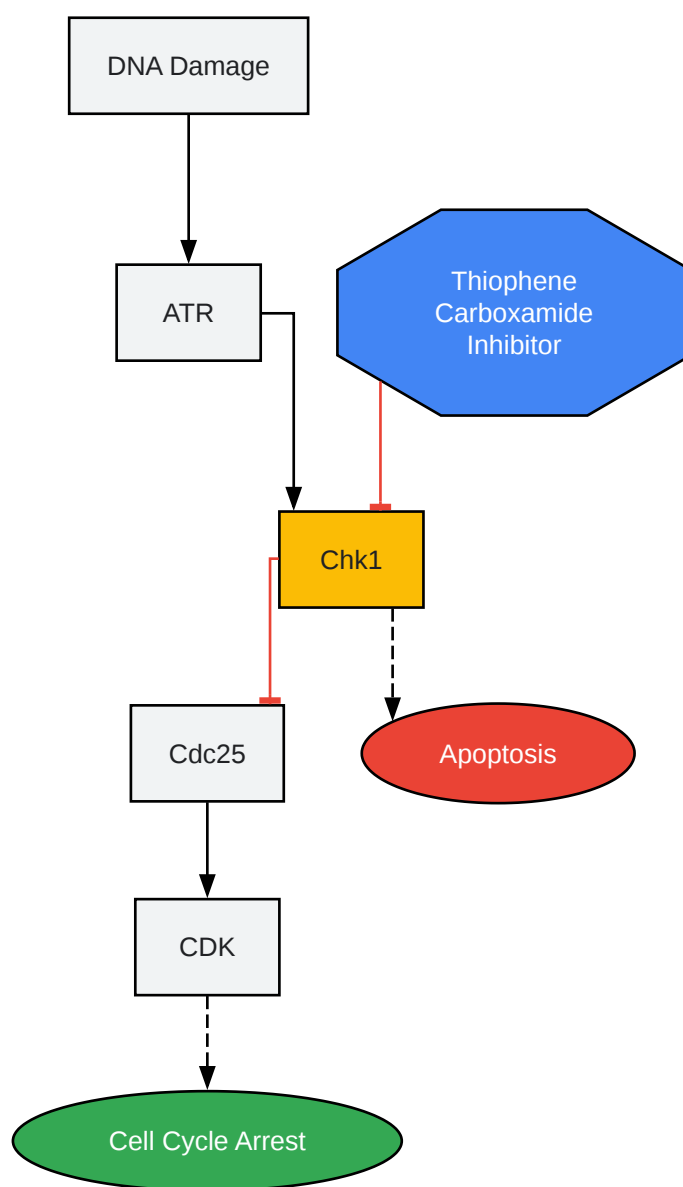 DNA Damage
ATR
Thiophene
Carboxamide
Inhibitor
Chk1
Cdc25
Apoptosis
CDK
Cell Cycle Arrest